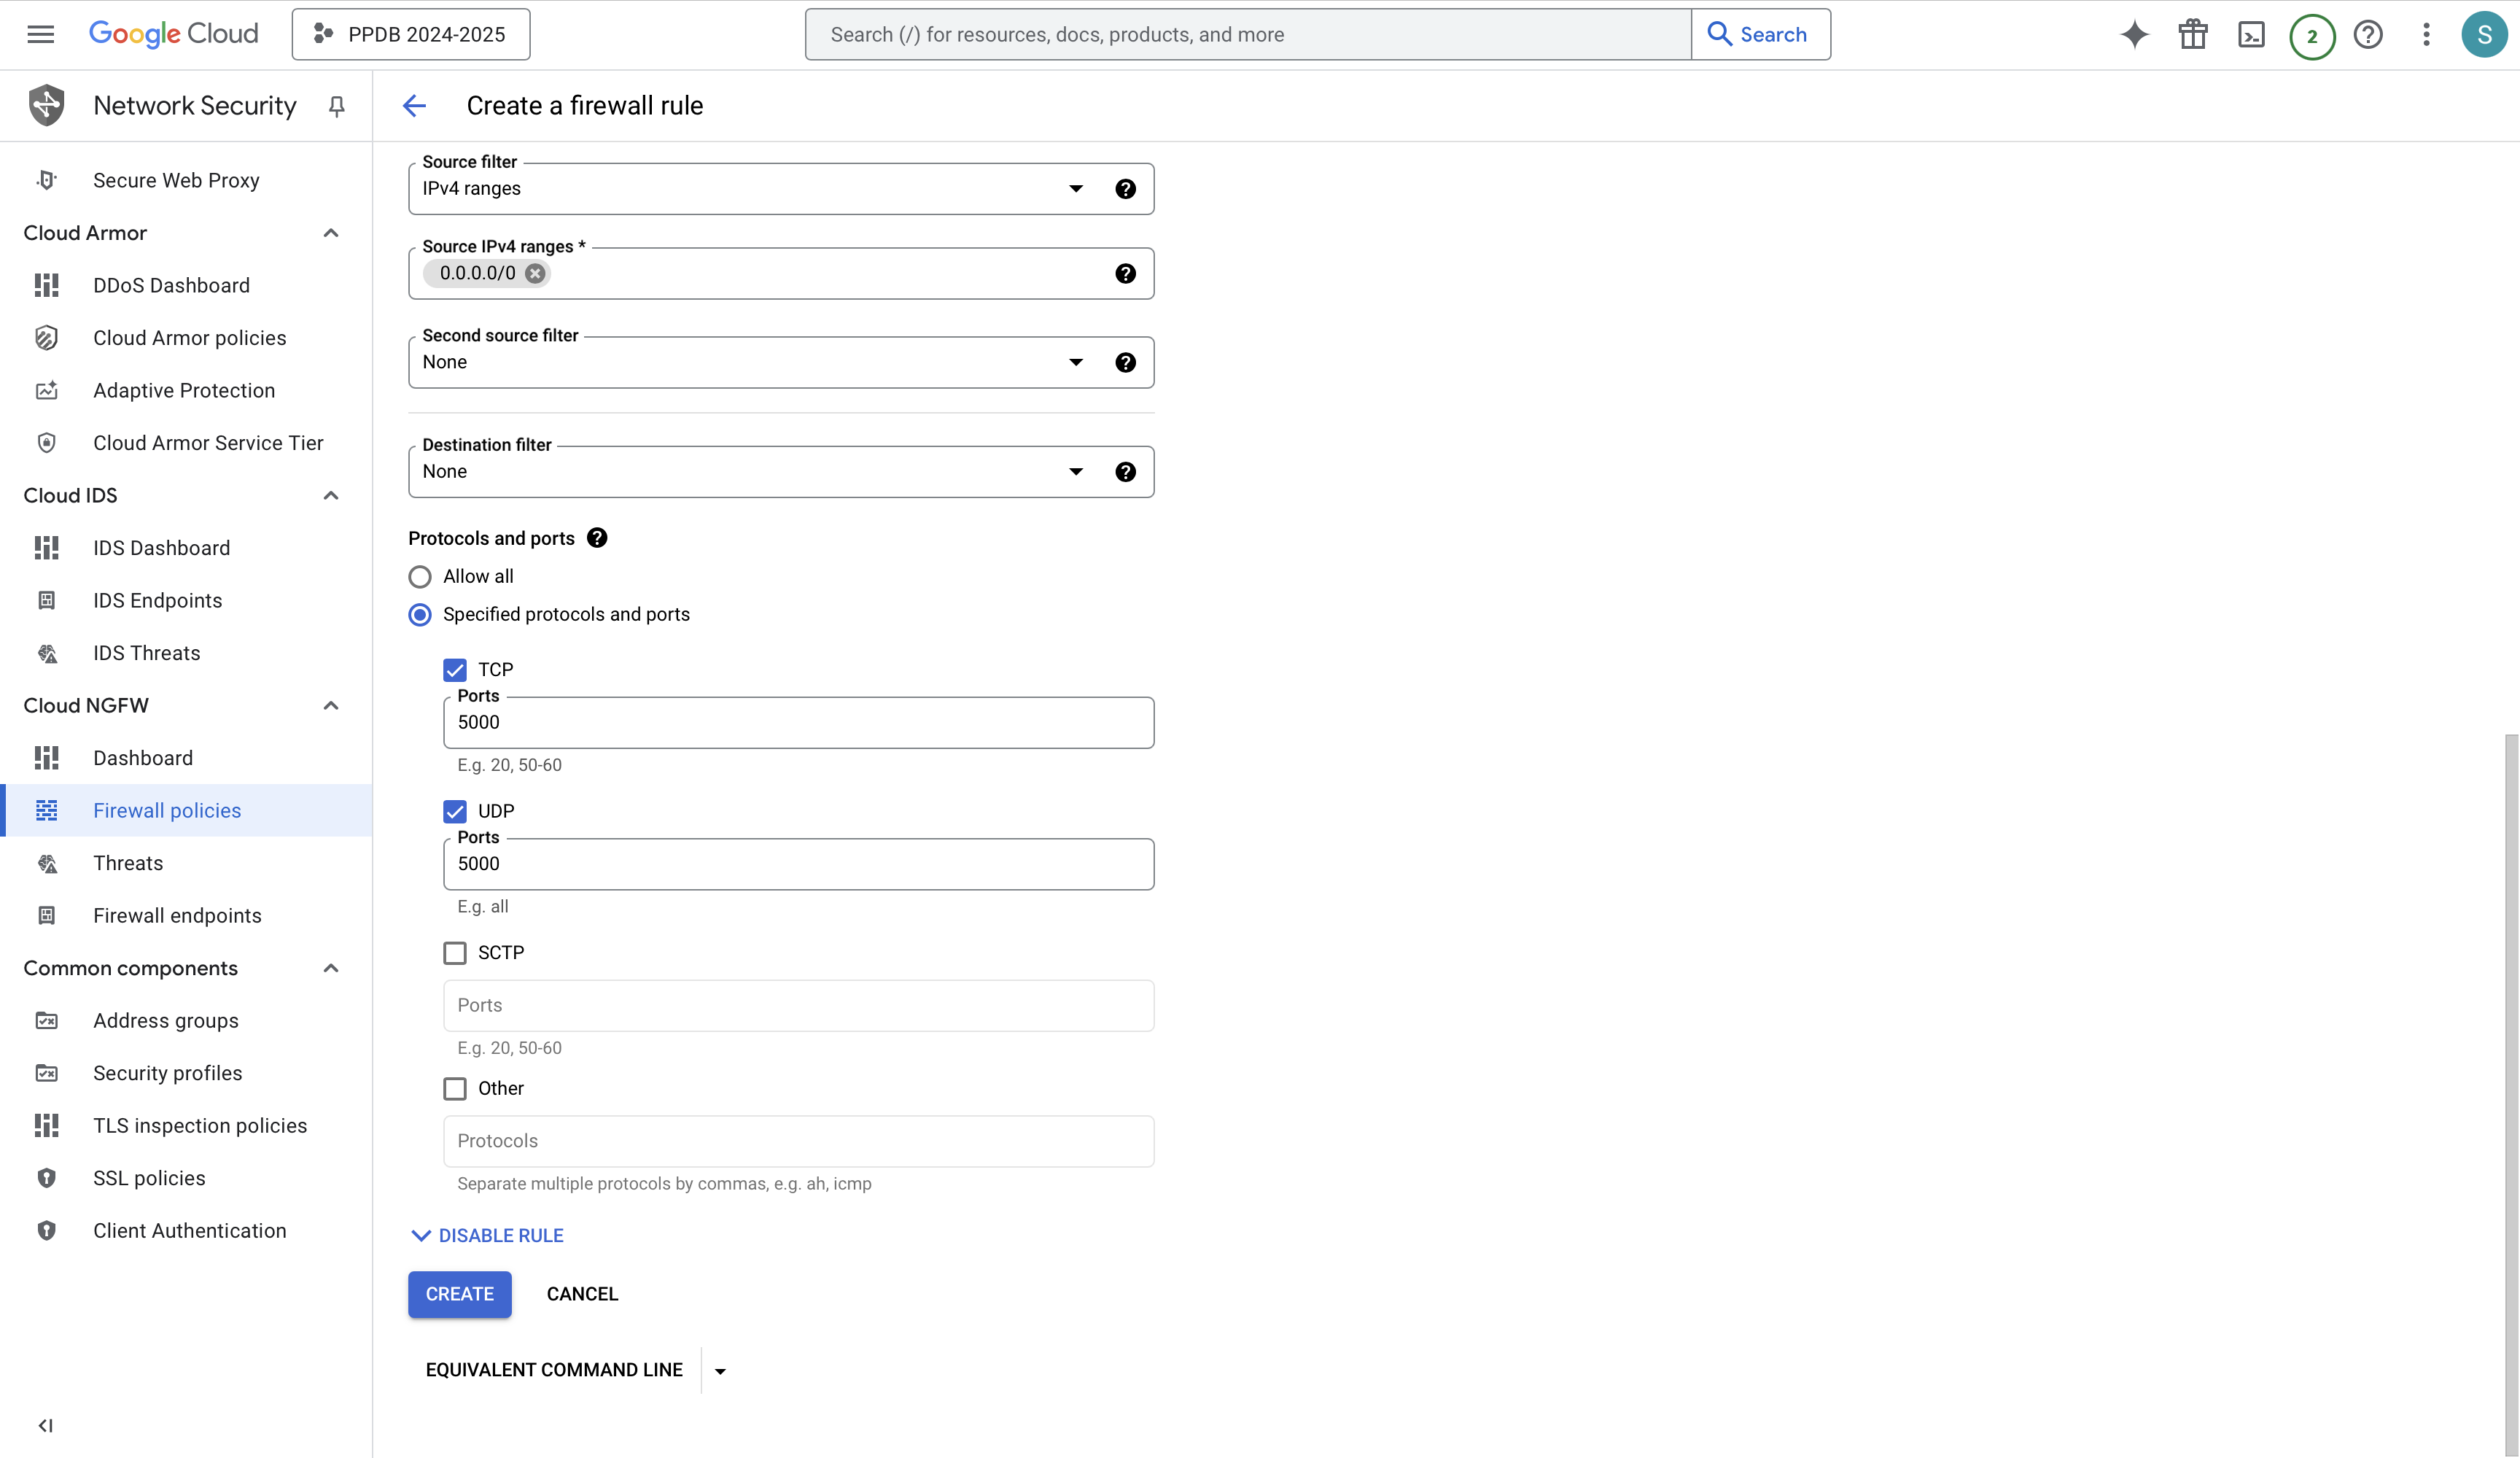 Google Cloud
PPDB 2024-2025
Search (/) for resources, docs, products, and more
Search
2
S
Network Security
Create a firewall rule
Secure Web Proxy
Cloud Armor
DDoS Dashboard
Cloud Armor policies
Adaptive Protection
Cloud Armor Service Tier
Cloud IDS
IDS Dashboard
IDS Endpoints
IDS Threats
Cloud NGFW
Dashboard
Firewall policies
Threats
Firewall endpoints
Common components
Address groups
Security profiles
TLS inspection policies
SSL policies
Client Authentication
Source filter
IPv4 ranges
Source IPv4 ranges *
0.0.0.0/0
Second source filter
None
Destination filter
None
Protocols and ports
Allow all
Specified protocols and ports
TCP
Ports
5000
E.g. 20, 50-60
UDP
Ports
5000
E.g. all
SCTP
Ports
E.g. 20, 50-60
Other
Protocols
Separate multiple protocols by commas, e.g. ah, icmp
DISABLE RULE
CREATE
CANCEL
EQUIVALENT COMMAND LINE